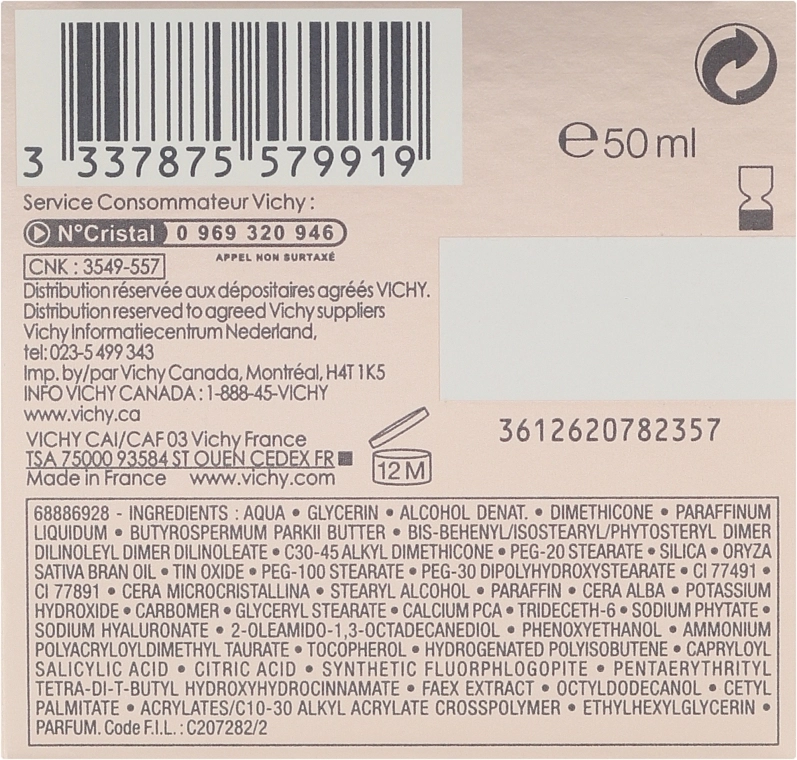 3 337875 579919
℮50 ml
Service Consommateur Vichy :
N°Cristal 0 969 320 946
APPEL NON SURTAXÉ
CNK : 3549-557
Distribution réservée aux dépositaires agréés VICHY.
Distribution reserved to agreed Vichy suppliers
Vichy Informatiecentrum Nederland,
tel: 023-5 499 343
Imp. by/par Vichy Canada, Montréal, H4T 1K5
INFO VICHY CANADA : 1-888-45-VICHY
www.vichy.ca
3612620782357
VICHY CAI/CAF 03 Vichy France
TSA 75000 93584 ST OUEN CEDEX FR
Made in France www.vichy.com
12 M
68886928 - INGREDIENTS : AQUA • GLYCERIN • ALCOHOL DENAT. • DIMETHICONE • PARAFFINUM
LIQUIDUM • BUTYROSPERMUM PARKII BUTTER • BIS-BEHENYL/ISOSTEARYL/PHYTOSTERYL DIMER
DILINOLEYL DIMER DILINOLEATE • C30-45 ALKYL DIMETHICONE • PEG-20 STEARATE • SILICA • ORYZA
SATIVA BRAN OIL • TIN OXIDE • PEG-100 STEARATE • PEG-30 DIPOLYHYDROXYSTEARATE • CI 77491 •
CI 77891 • CERA MICROCRISTALLINA • STEARYL ALCOHOL • PARAFFIN • CERA ALBA • POTASSIUM
HYDROXIDE • CARBOMER • GLYCERYL STEARATE • CALCIUM PCA • TRIDECETH-6 • SODIUM PHYTATE •
SODIUM HYALURONATE • 2-OLEAMIDO-1,3-OCTADECANEDIOL • PHENOXYETHANOL • AMMONIUM
POLYACRYLOYLDIMETHYL TAURATE • TOCOPHEROL • HYDROGENATED POLYISOBUTENE • CAPRYLOYL
SALICYLIC ACID • CITRIC ACID • SYNTHETIC FLUORPHLOGOPITE • PENTAERYTHRITYL
TETRA-DI-T-BUTYL HYDROXYHYDROCINNAMATE • FAEX EXTRACT • OCTYLDODECANOL • CETYL
PALMITATE • ACRYLATES/C10-30 ALKYL ACRYLATE CROSSPOLYMER • ETHYLHEXYLGLYCERIN •
PARFUM. Code F.I.L. : C207282/2